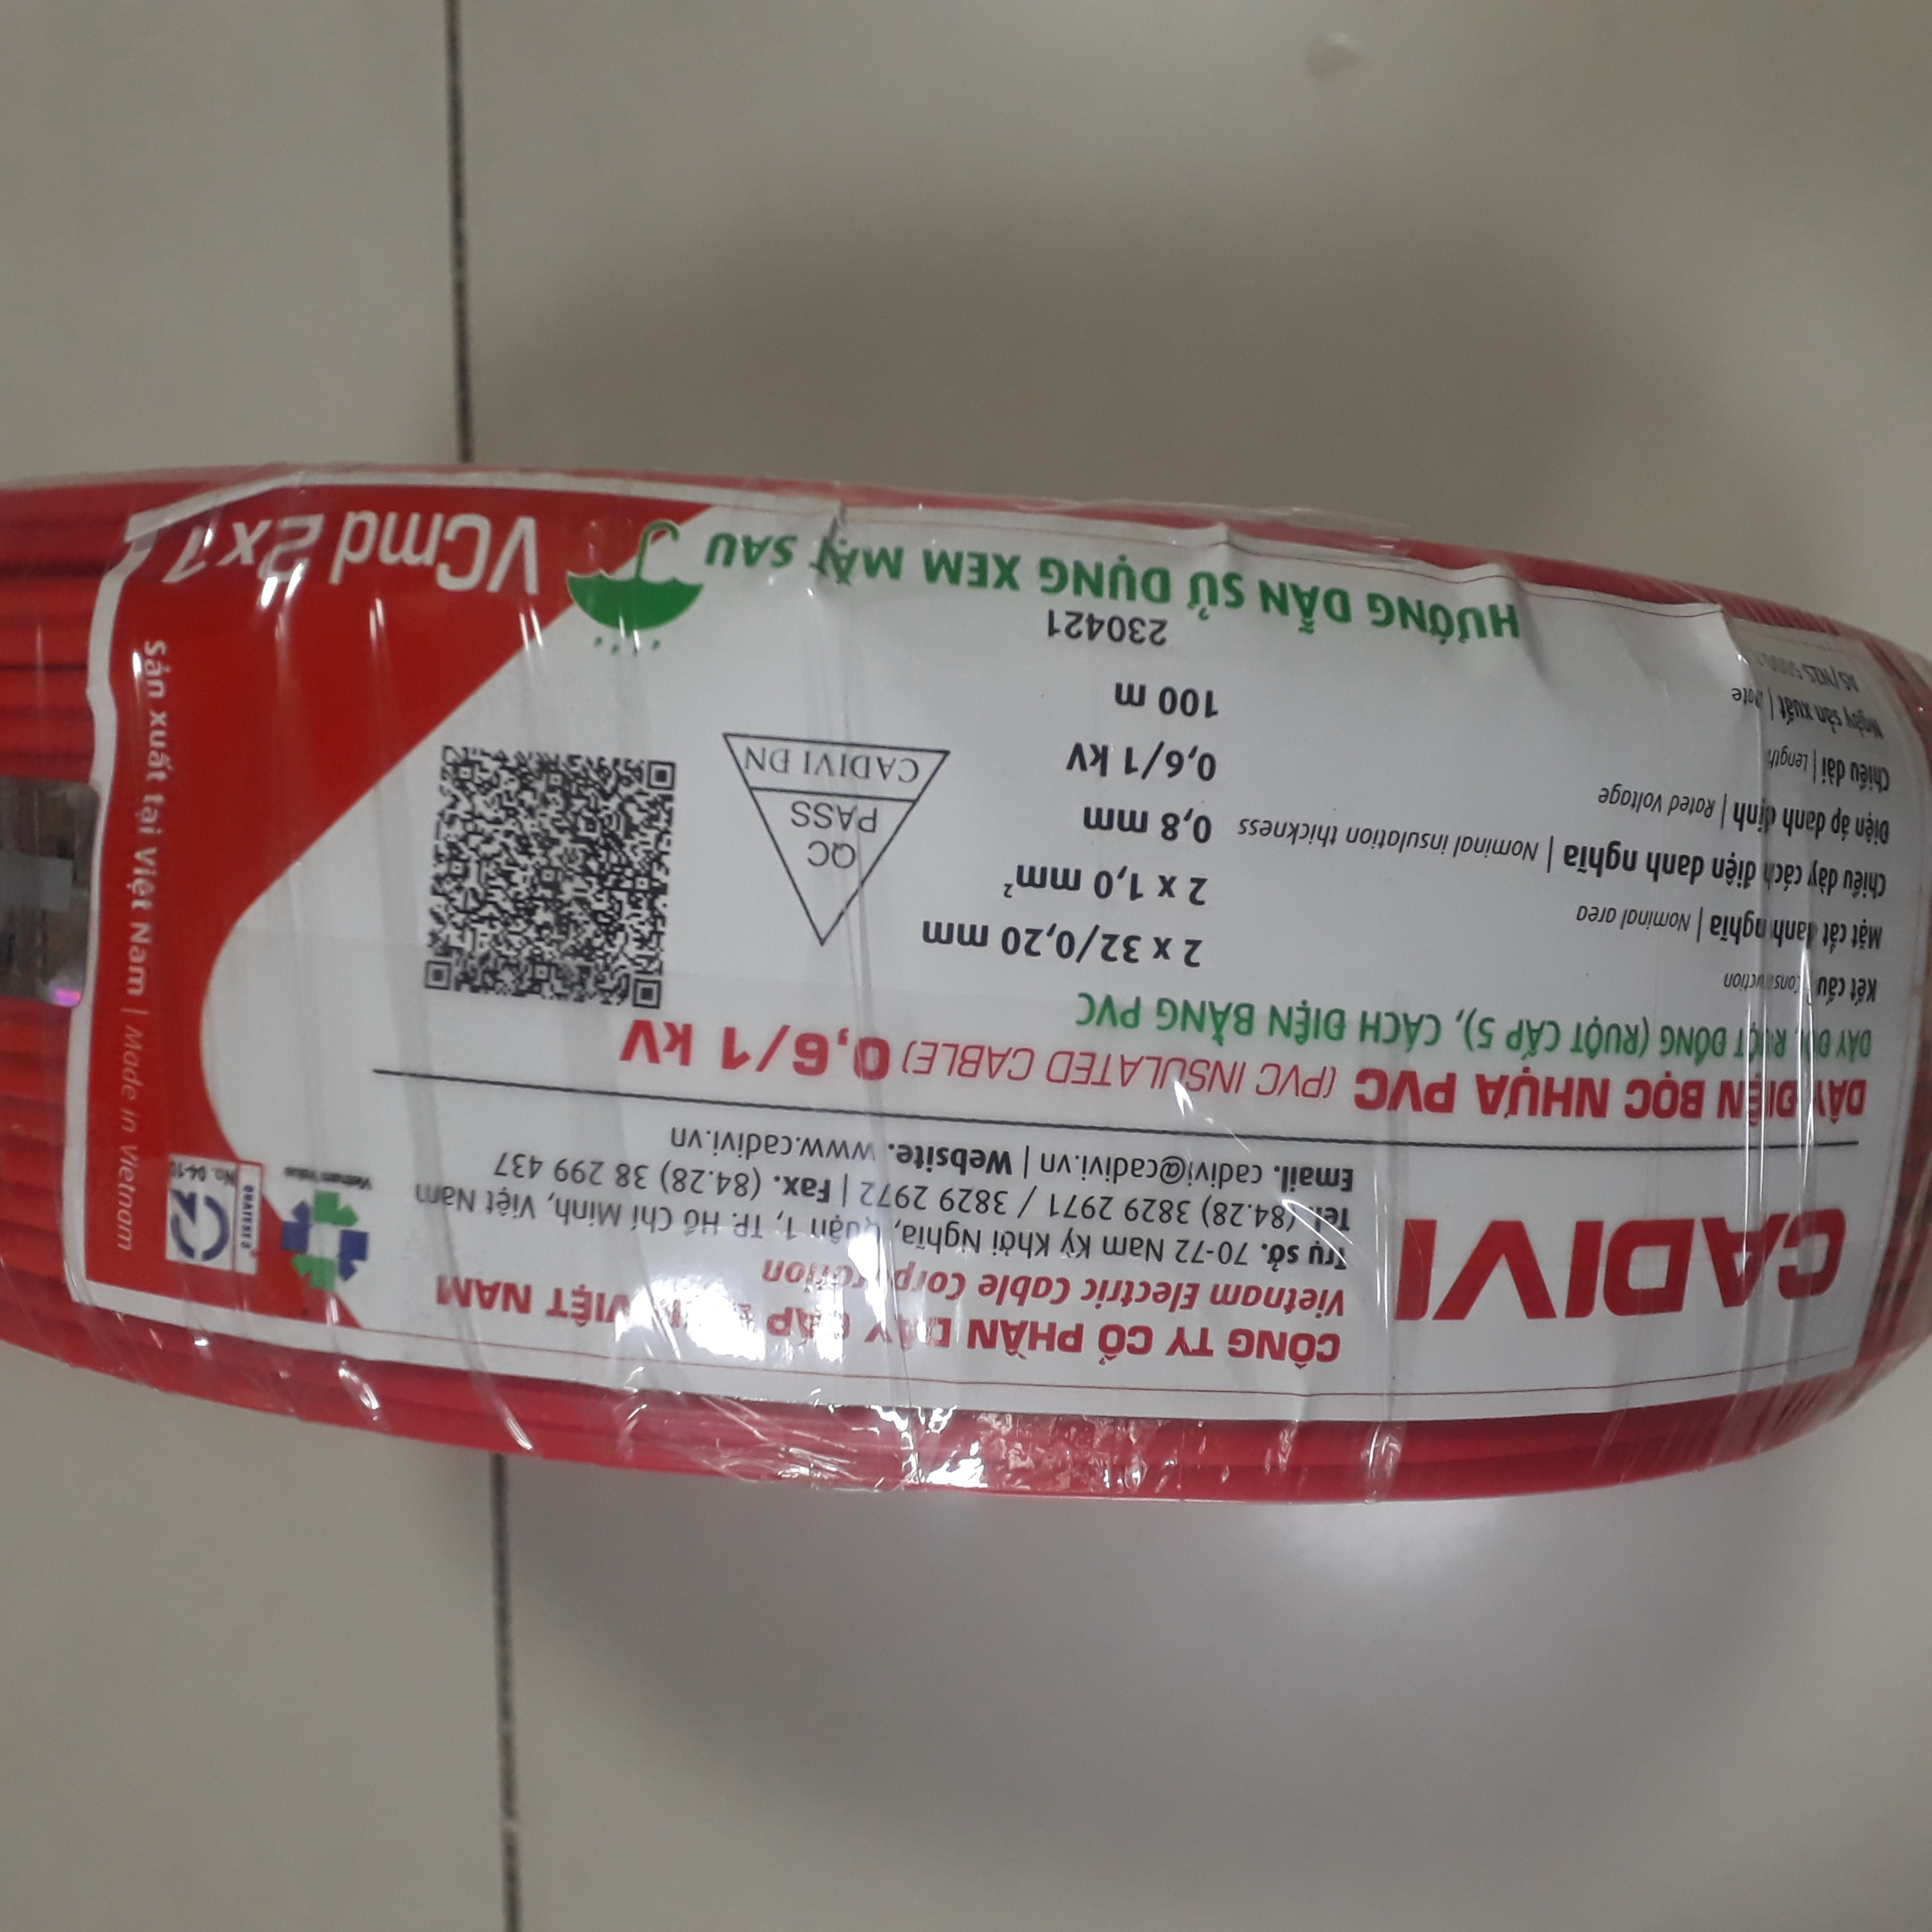 CADIVI
CÔNG TY CỔ PHẦN DÂY CÁP VIỆT NAM
Vietnam Electric Cable Corporation
Trụ sở. 70-72 Nam Kỳ Khởi Nghĩa, Quận 1, TP. Hồ Chí Minh, Việt Nam
Tel. (84.28) 3829 2971 / 3829 2972 | Fax. (84.28) 38 299 437
Email. cadivi@cadivi.vn | Website. www.cadivi.vn
Vietnam Value
QUATEST 3
DÂY ĐIỆN BỌC NHỰA PVC (PVC INSULATED CABLE) 0,6/1 kV
DÂY ĐÔI, RUỘT ĐỒNG (RUỘT CẤP 5), CÁCH ĐIỆN BẰNG PVC
Kết cấu | Construction 2 x 32/0,20 mm
Mặt cắt danh nghĩa | Nominal area 2 x 1,0 mm²
Chiều dày cách điện danh nghĩa | Nominal insulation thickness 0,8 mm
Điện áp danh định | Rated Voltage 0,6/1 kV
Chiều dài | Length 100 m
Ngày sản xuất | Date 230421
AS/NZS
QC
PASS
CADIVI ĐN
HƯỚNG DẪN SỬ DỤNG XEM MẶT SAU
VCmd 2x1
Sản xuất tại Việt Nam | Made in Vietnam